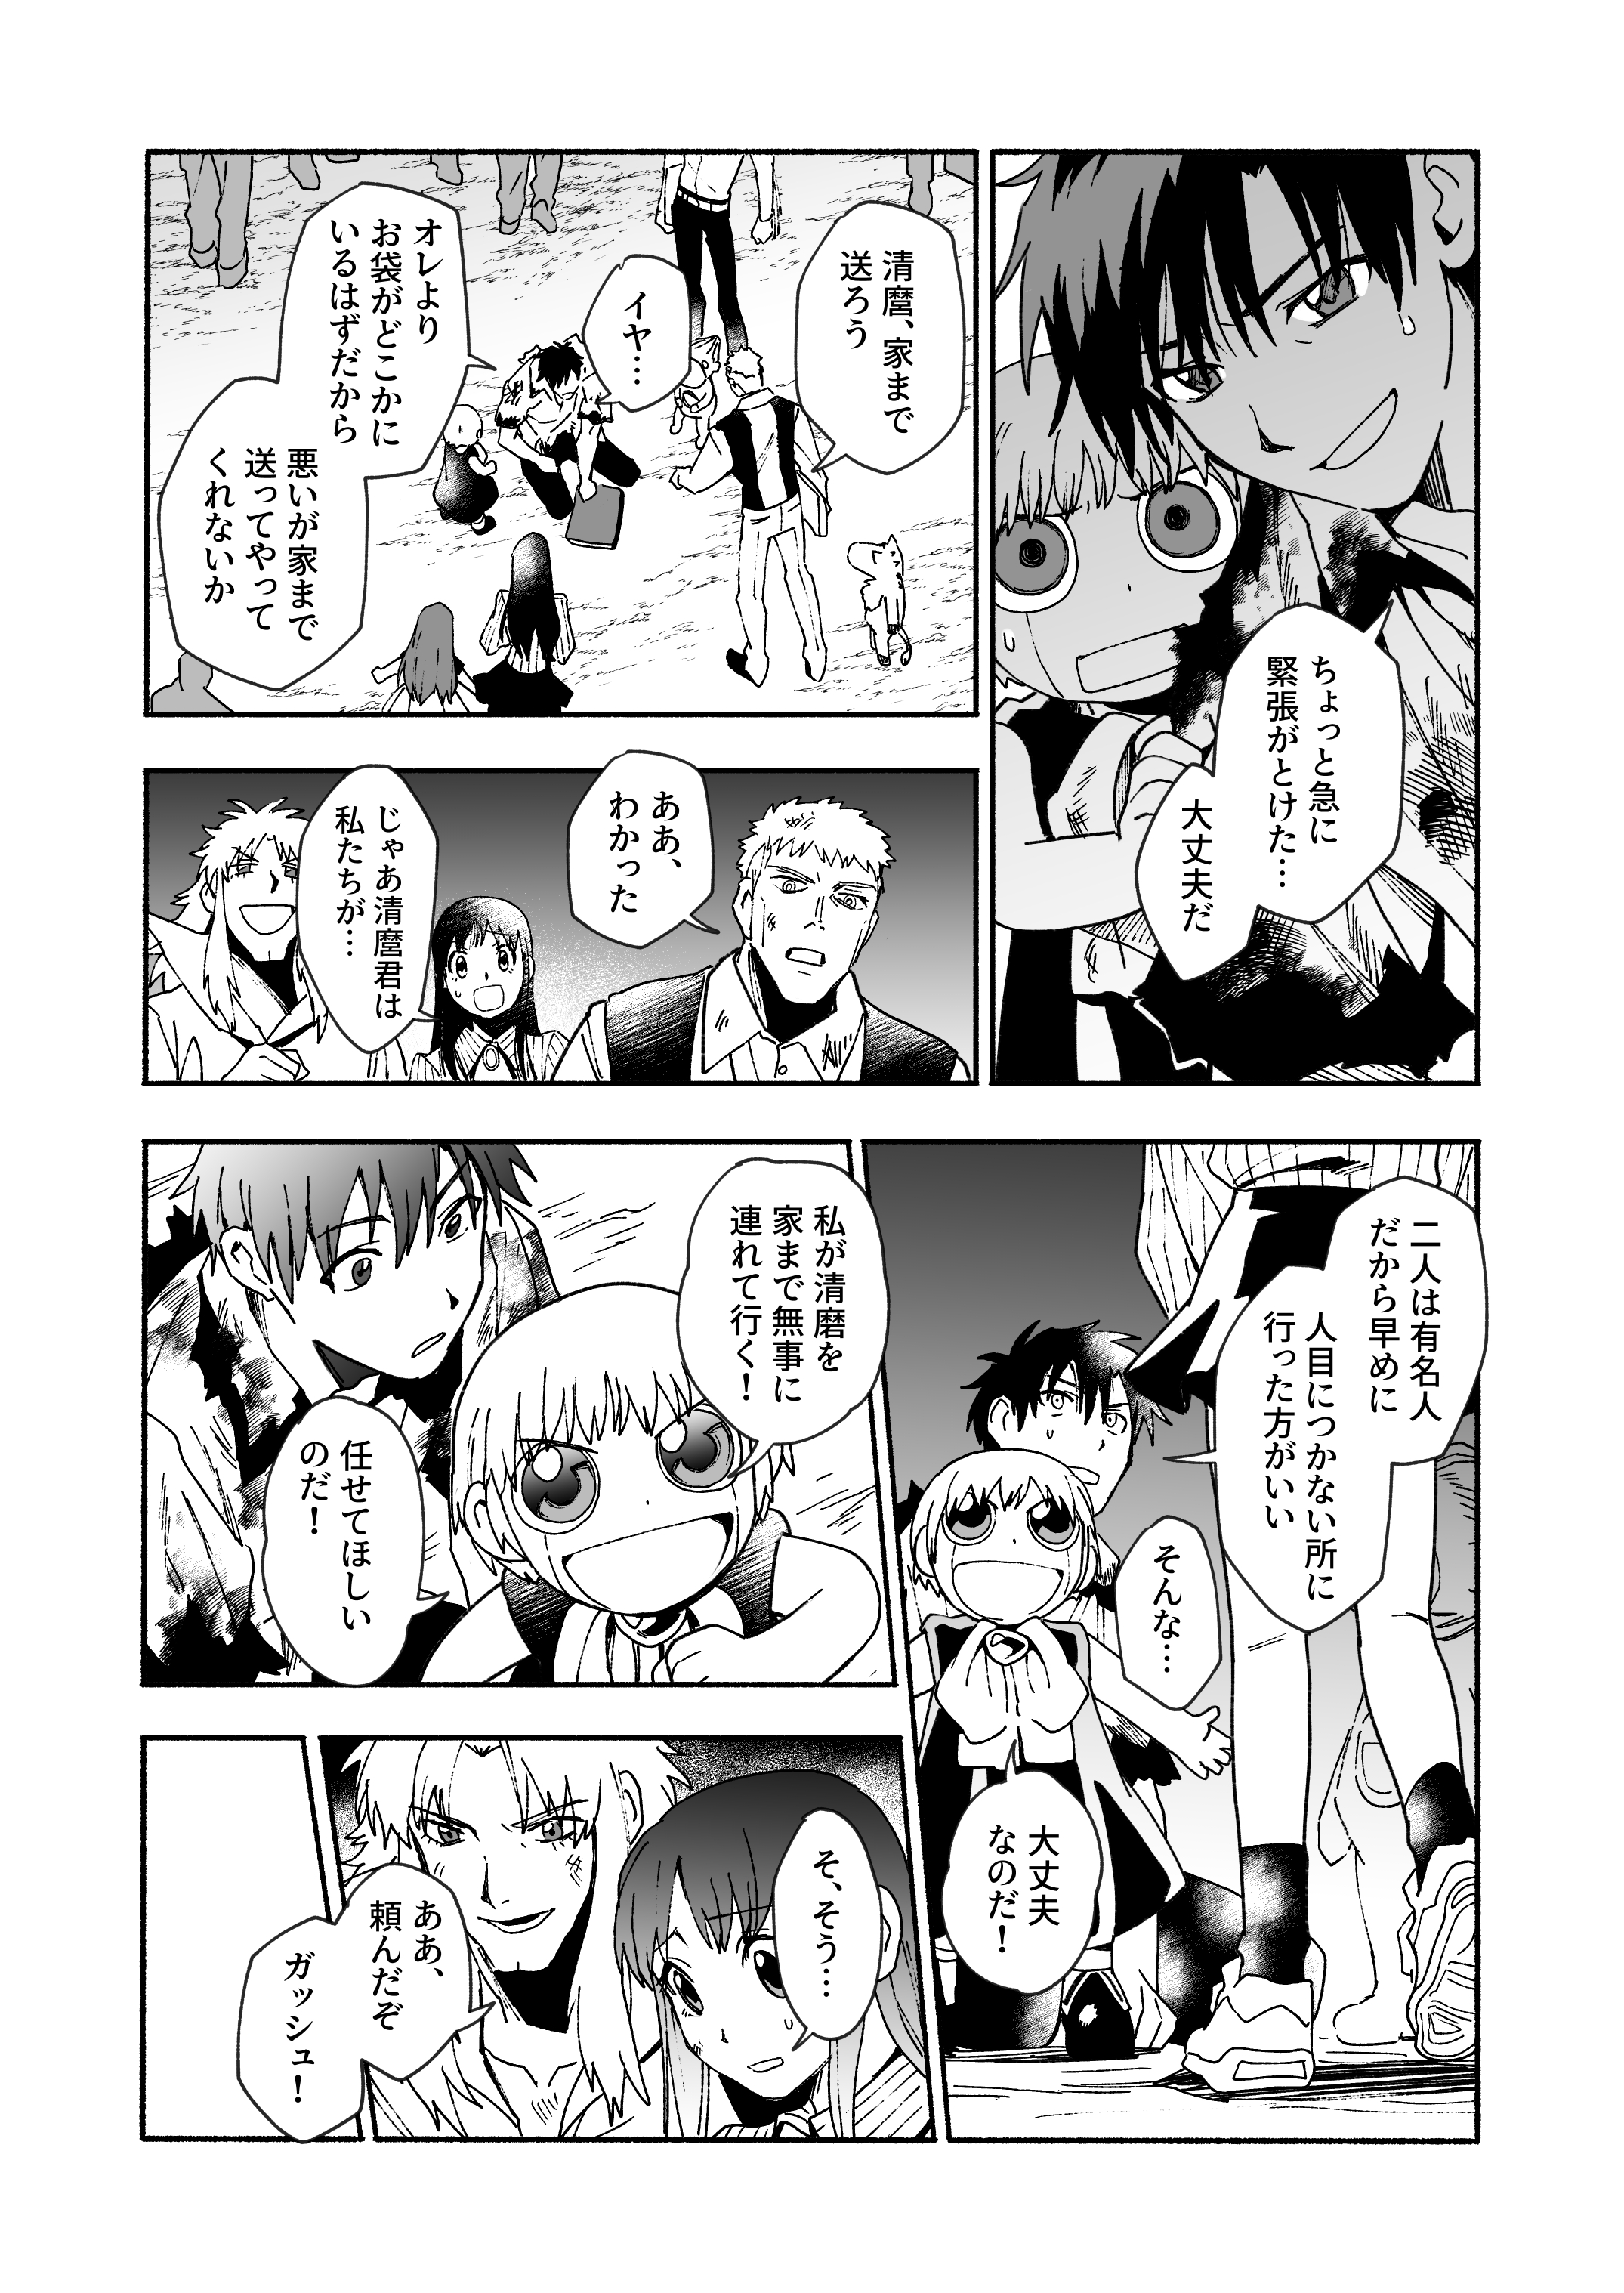 ちょっと急に
緊張がとけた…
大丈夫だ
清麿、家まで
送ろう
イヤ…
オレより
お袋がどこかに
いるはずだから
悪いが家まで
送ってやって
くれないか
ああ、
わかった
じゃあ清麿君は
私たちが…
二人は有名人
だから早めに
人目につかない所に
行った方がいい
そんな…
大丈夫
なのだ！
私が清麿を
家まで無事に
連れて行く！
任せてほしい
のだ！
そ、そう…
ああ、
頼んだぞ
ガッシュ！